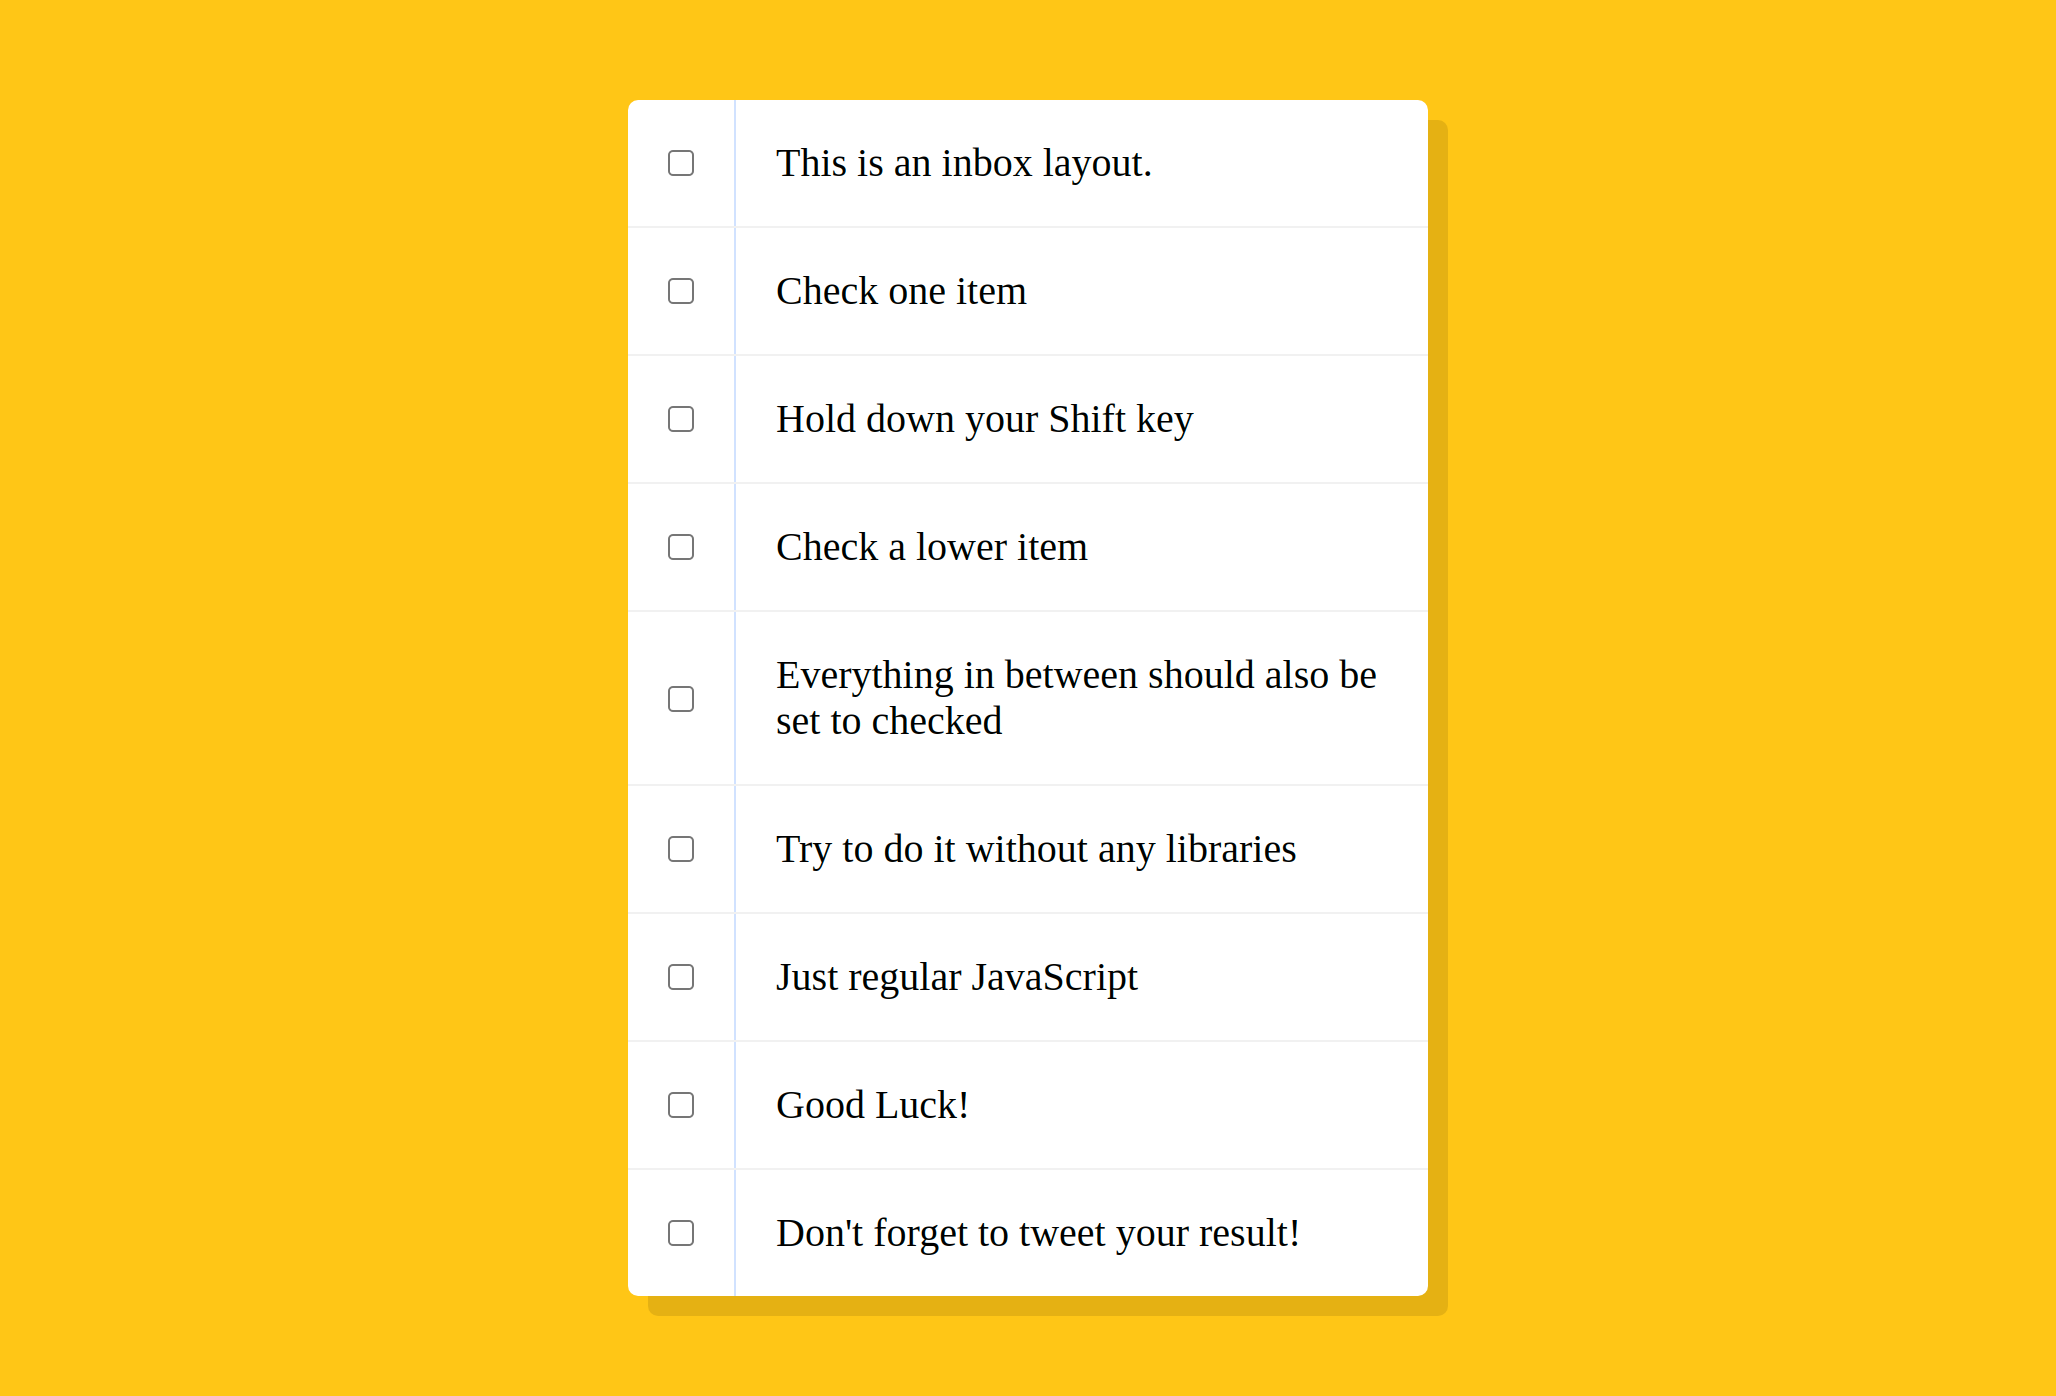 This is an inbox layout.
Check one item
Hold down your Shift key
Check a lower item
Everything in between should also be
set to checked
Try to do it without any libraries
Just regular JavaScript
Good Luck!
Don't forget to tweet your result!